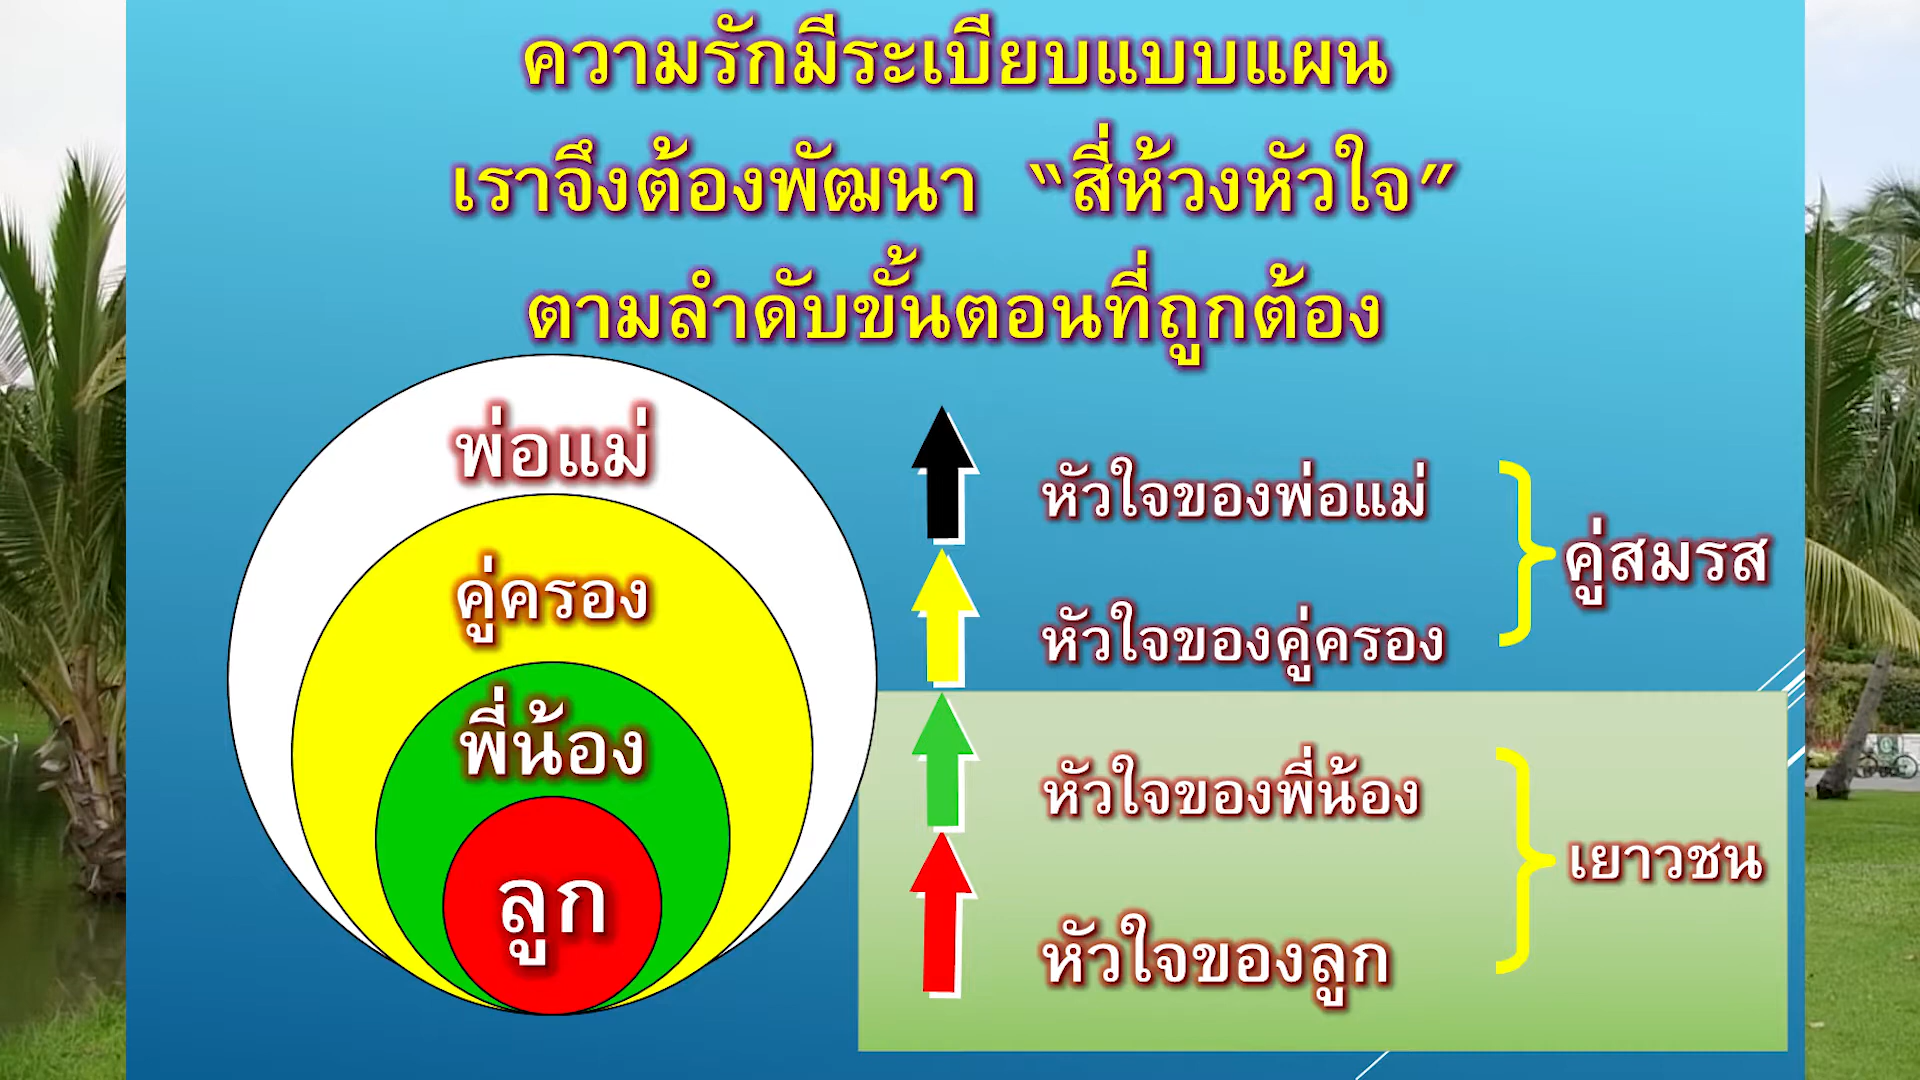 ความรักมีระเบียบแบบแผน
เราจึงต้องพัฒนา “สี่ห้วงหัวใจ”
ตามลำดับขั้นตอนที่ถูกต้อง
พ่อแม่
คู่ครอง
พี่น้อง
ลูก
หัวใจของพ่อแม่
หัวใจของคู่ครอง
คู่สมรส
หัวใจของพี่น้อง
หัวใจของลูก
เยาวชน